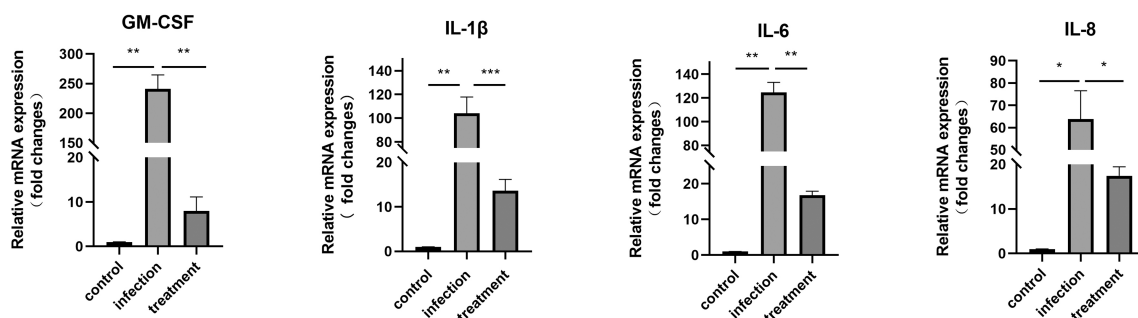 GM-CSF
Relative mRNA expression
（fold changes）
300
250
200
150
20
10
0
**
**
control
infection
treatment
IL-1β
Relative mRNA expression
（ fold changes）
140
120
100
80
60
20
10
0
**
***
control
infection
treatment
IL-6
Relative mRNA expression
（fold changes）
140
120
100
80
20
10
0
**
**
control
infection
treatment
IL-8
Relative mRNA expression
（fold changes）
90
80
70
60
50
20
10
0
*
*
control
infection
treatment